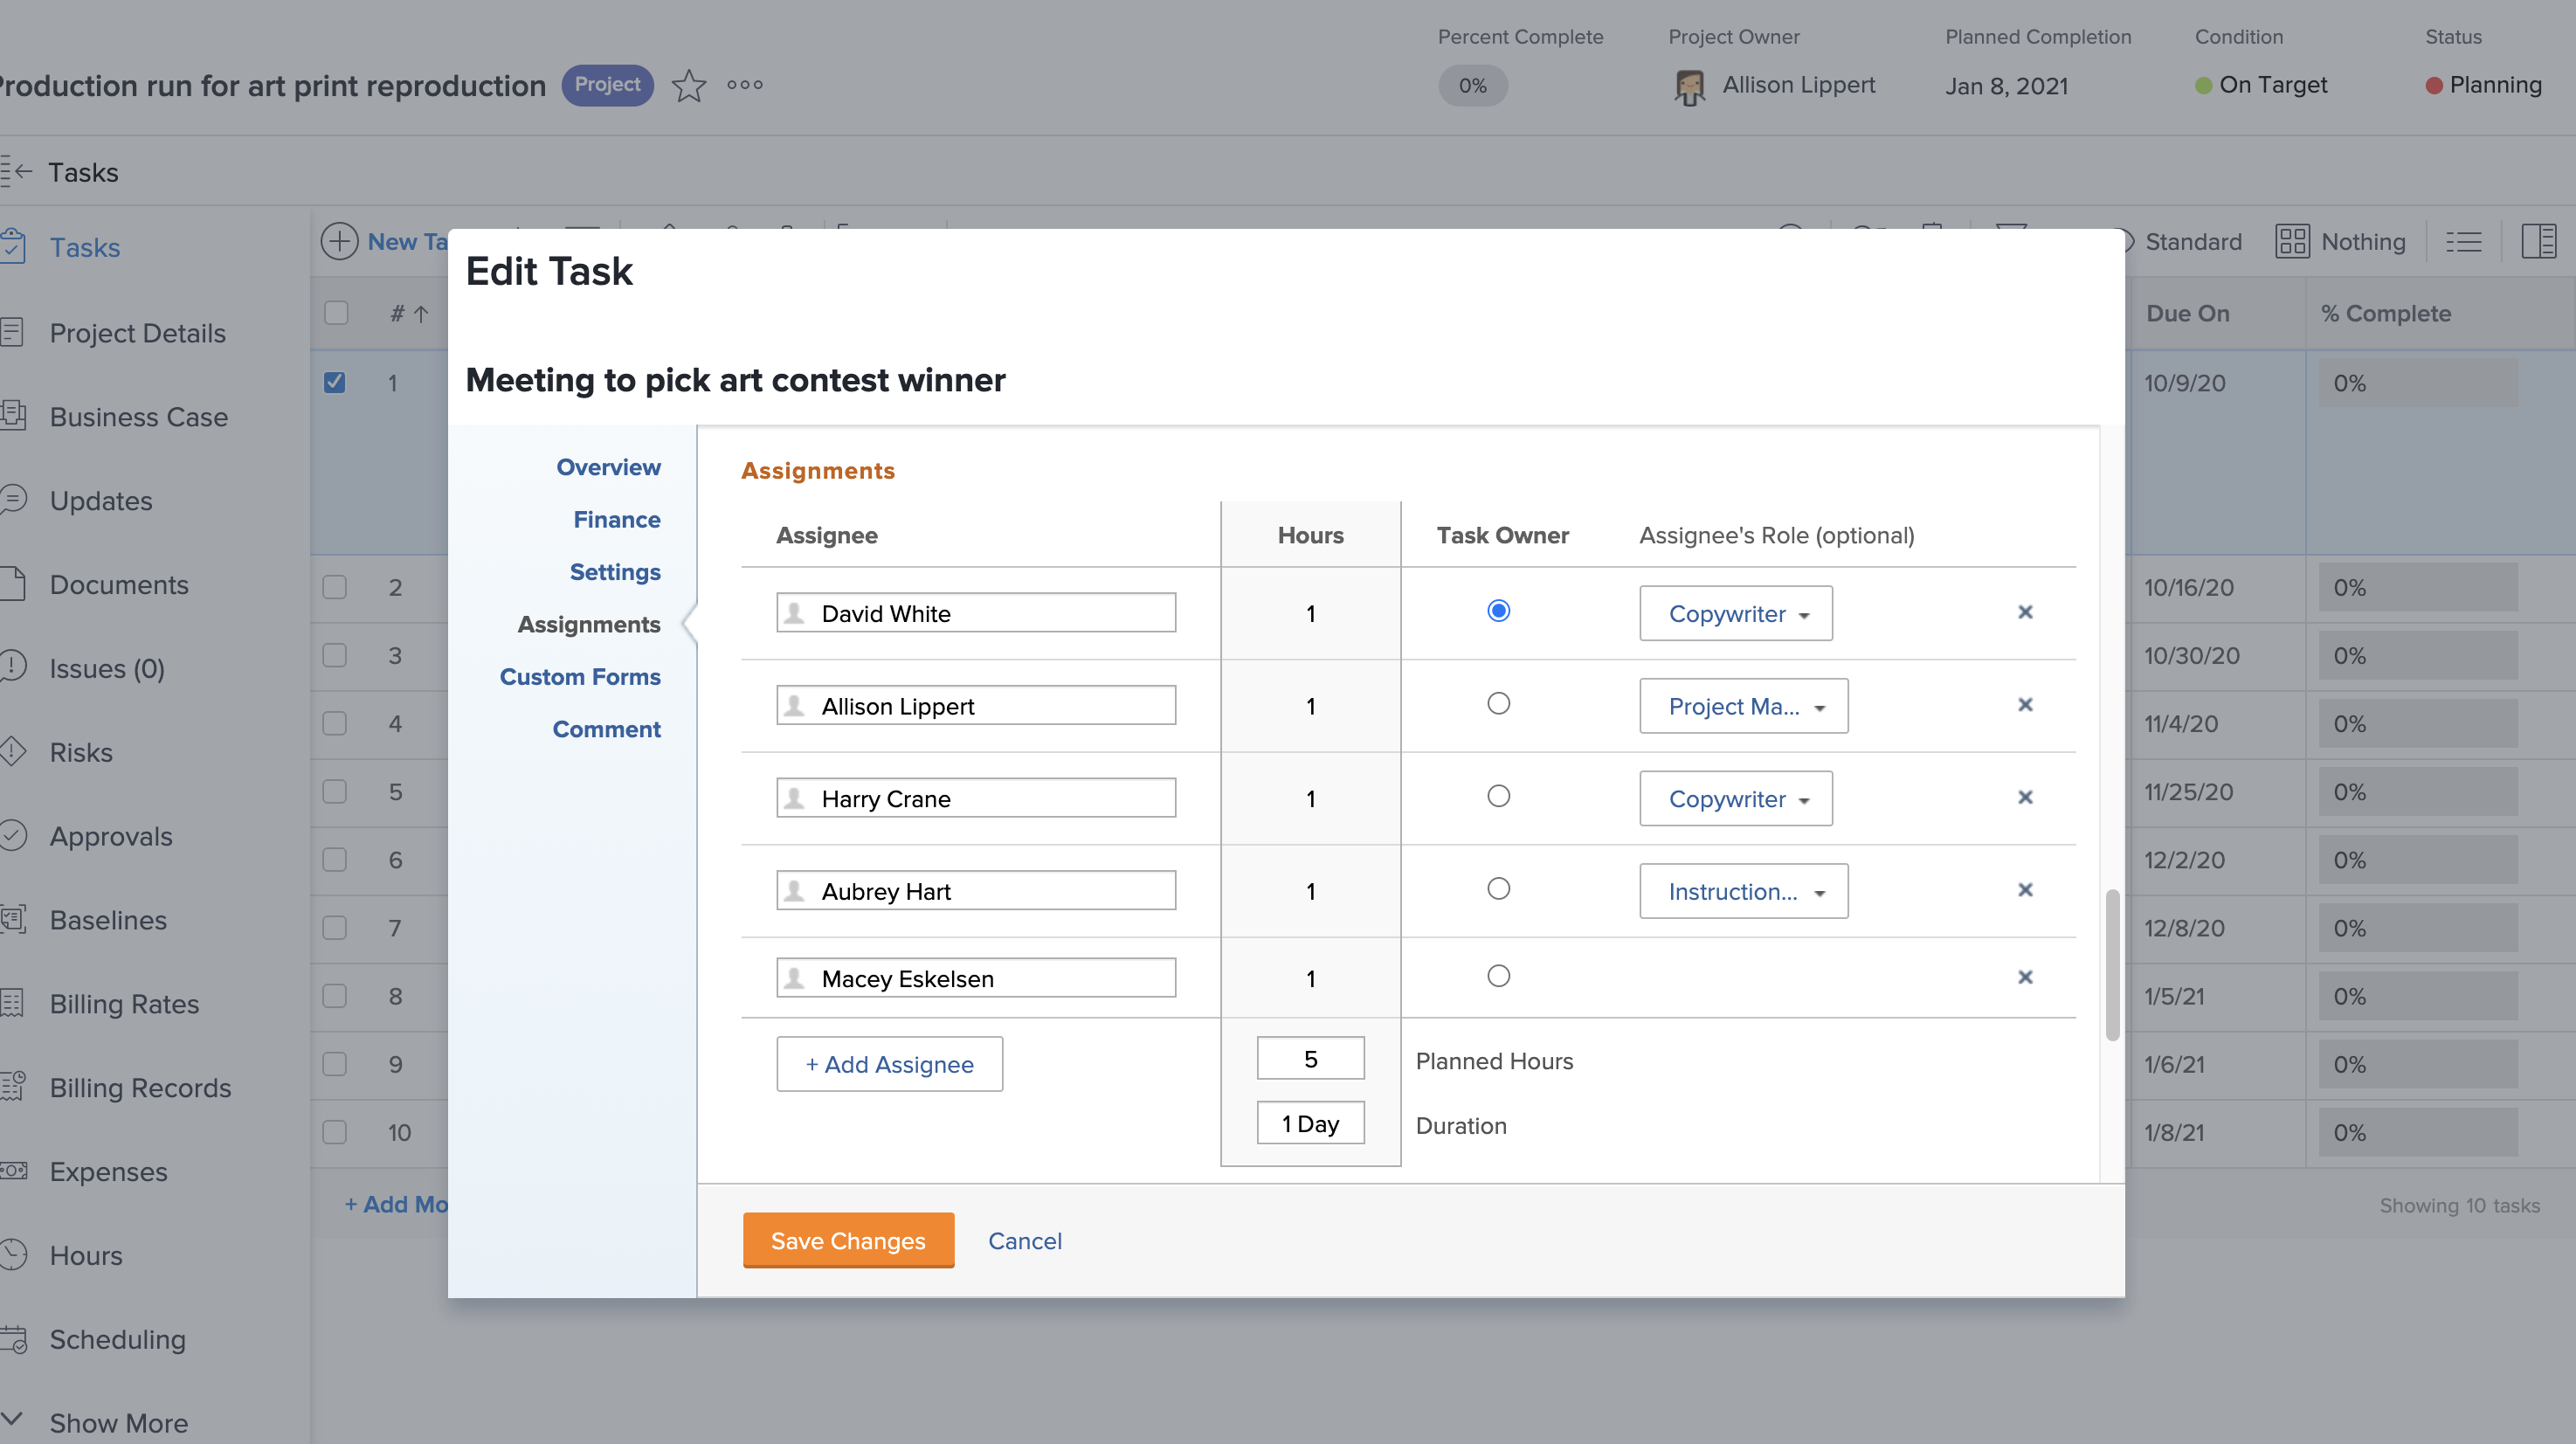 Percent Complete Project Owner Planned Completion Condition Status
Production run for art print reproduction Project 0% Allison Lippert Jan 8, 2021 On Target Planning
Tasks
Tasks
Project Details
Business Case
Updates
Documents
Issues (0)
Risks
Approvals
Baselines
Billing Rates
Billing Records
Expenses
Hours
Scheduling
Show More
New Ta Standard Nothing
# Due On % Complete
1 10/9/20 0%
2 10/16/20 0%
3 10/30/20 0%
4 11/4/20 0%
5 11/25/20 0%
6 12/2/20 0%
7 12/8/20 0%
8 1/5/21 0%
9 1/6/21 0%
10 1/8/21 0%
+ Add Mo Showing 10 tasks
Edit Task
Meeting to pick art contest winner
Overview
Finance
Settings
Assignments
Custom Forms
Comment
Assignments
Assignee Hours Task Owner Assignee's Role (optional)
David White 1 Copywriter
Allison Lippert 1 Project Ma...
Harry Crane 1 Copywriter
Aubrey Hart 1 Instruction...
Macey Eskelsen 1
+ Add Assignee 5 Planned Hours
1 Day Duration
Save Changes Cancel